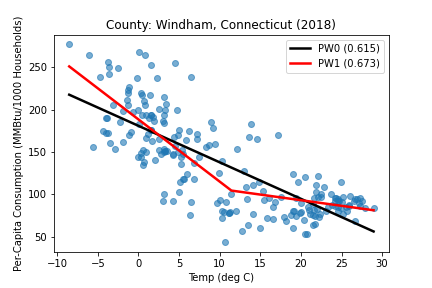 County: Windham, Connecticut (2018)
PW0 (0.615)
PW1 (0.673)
Per-Capita Consumption (MMBtu/1000 Households)
250
200
150
100
50
-10 -5 0 5 10 15 20 25 30
Temp (deg C)